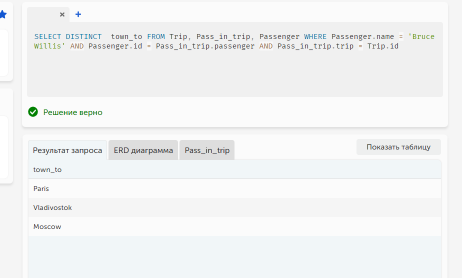 SELECT DISTINCT  town_to FROM Trip, Pass_in_trip, Passenger WHERE Passenger.name = 'Bruce
Willis' AND Passenger.id = Pass_in_trip.passenger AND Pass_in_trip.trip = Trip.id
Решение верно
Результат запроса ERD диаграмма Pass_in_trip Показать таблицу
town_to
Paris
Vladivostok
Moscow